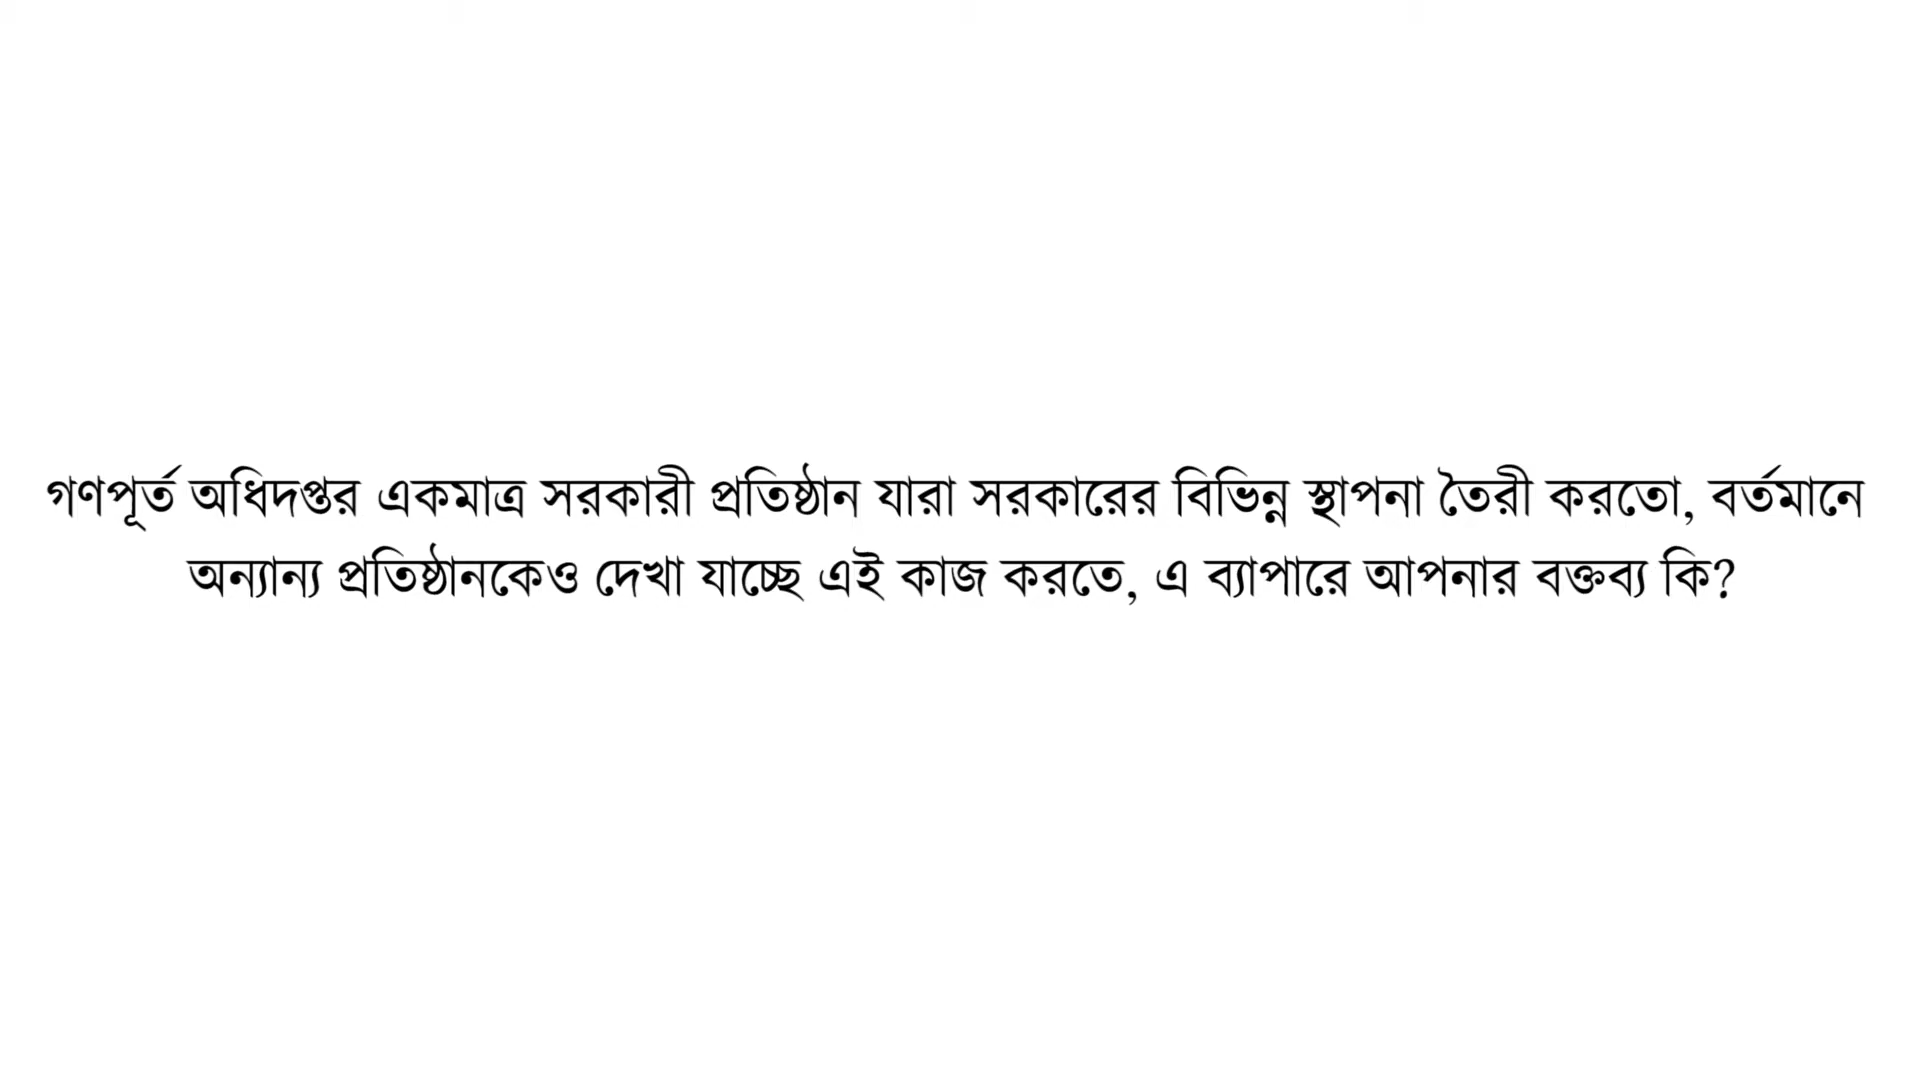 গণপূর্ত অধিদপ্তর একমাত্র সরকারী প্রতিষ্ঠান যারা সরকারের বিভিন্ন স্থাপনা তৈরী করতো, বর্তমানে
অন্যান্য প্রতিষ্ঠানকেও দেখা যাচ্ছে এই কাজ করতে, এ ব্যাপারে আপনার বক্তব্য কি?